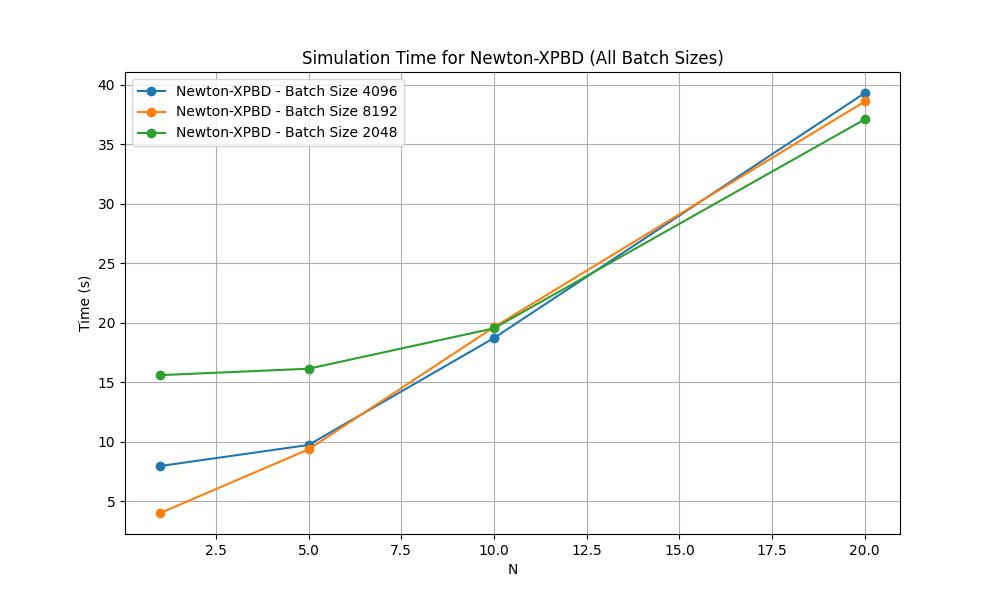 Simulation Time for Newton-XPBD (All Batch Sizes)
Newton-XPBD - Batch Size 4096
Newton-XPBD - Batch Size 8192
Newton-XPBD - Batch Size 2048
Time (s)
40
35
30
25
20
15
10
5
2.5 5.0 7.5 10.0 12.5 15.0 17.5 20.0
N